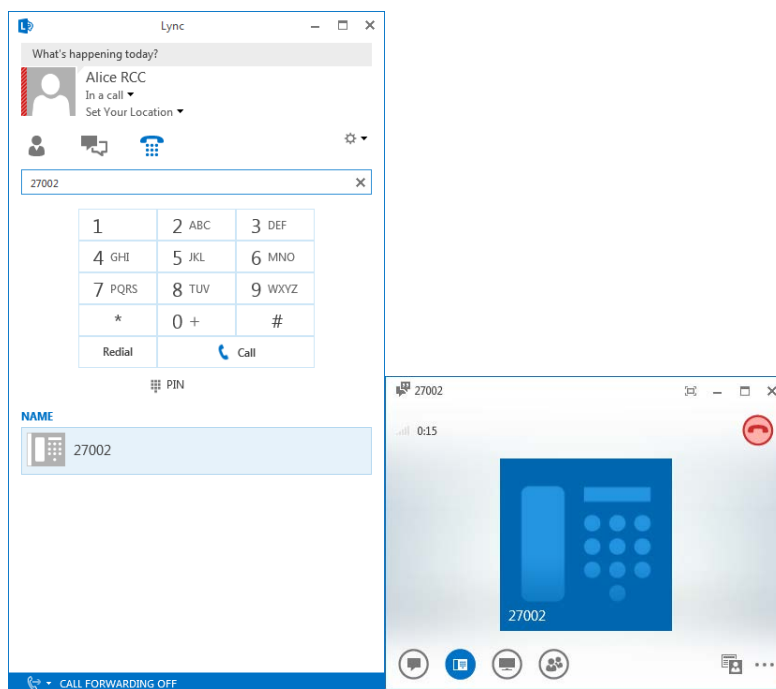 Lync
What's happening today?
Alice RCC
In a call
Set Your Location
27002
1
2 ABC
3 DEF
4 GHI
5 JKL
6 MNO
7 PQRS
8 TUV
9 WXYZ
*
0 +
#
Redial
Call
PIN
NAME
27002
CALL FORWARDING OFF
27002
0:15
27002